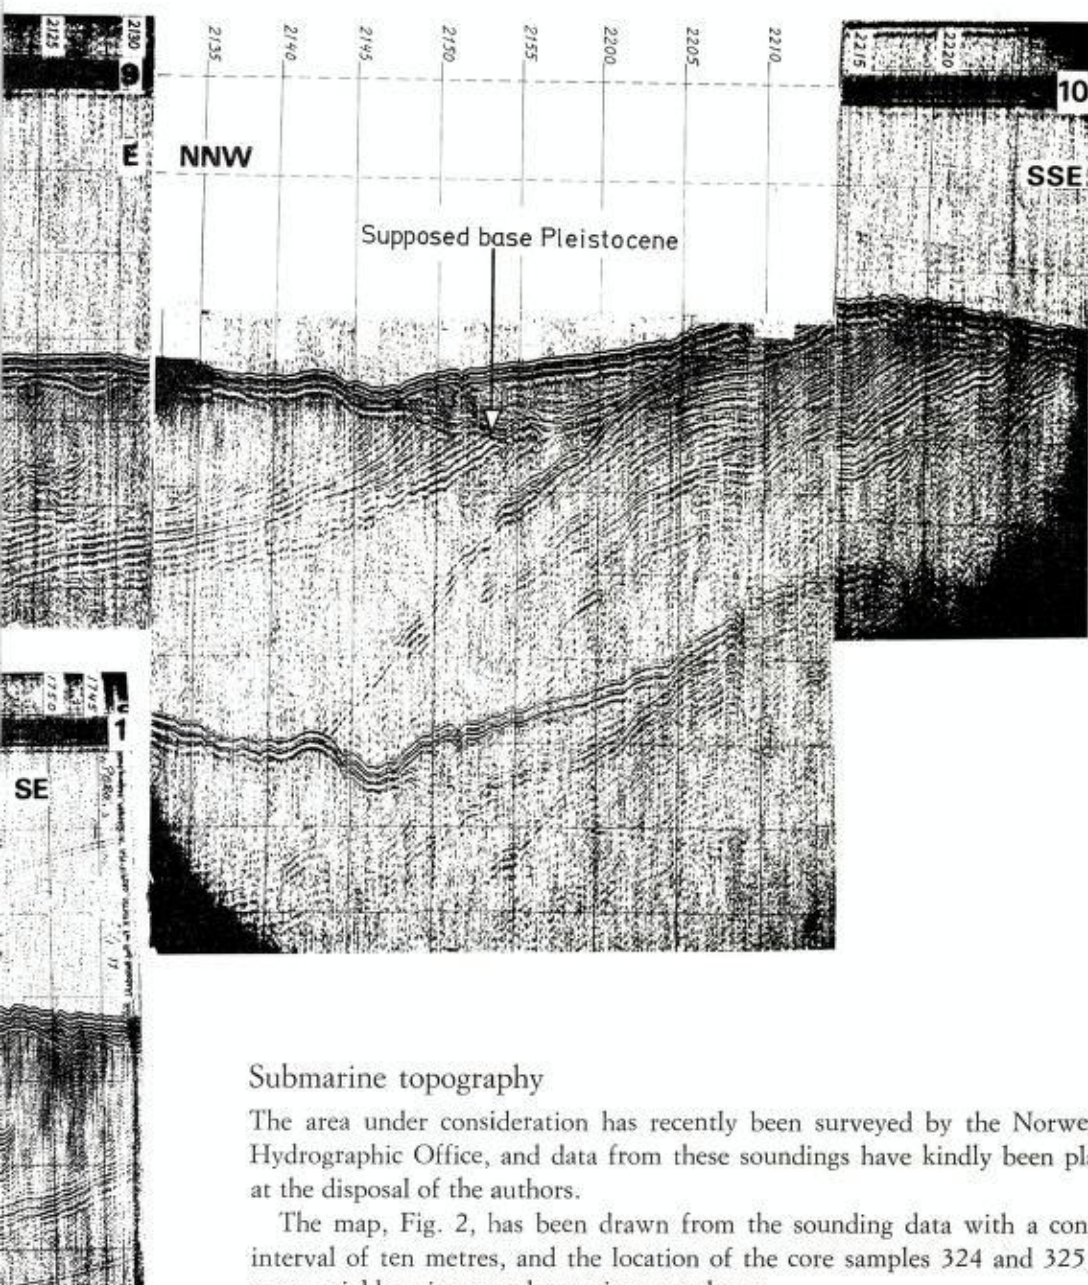 2125
2130
9
E
NNW
2135
2140
2145
2150
2155
2200
2205
2210
2215
2220
10
SSE
Supposed base Pleistocene
1750
1745
1
SE
Submarine topography
The area under consideration has recently been surveyed by the Norwe
Hydrographic Office, and data from these soundings have kindly been pl
at the disposal of the authors.
The map, Fig. 2, has been drawn from the sounding data with a con
interval of ten metres, and the location of the core samples 324 and 325